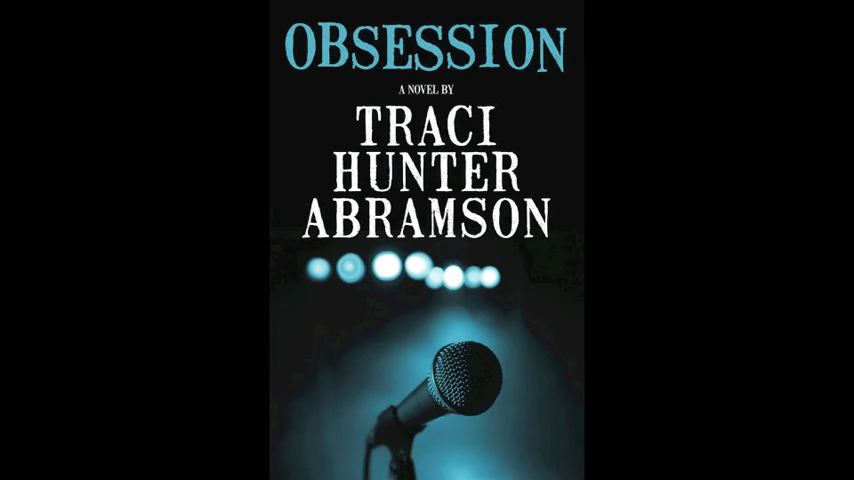 OBSESSION
A NOVEL BY
TRACI
HUNTER
ABRAMSON